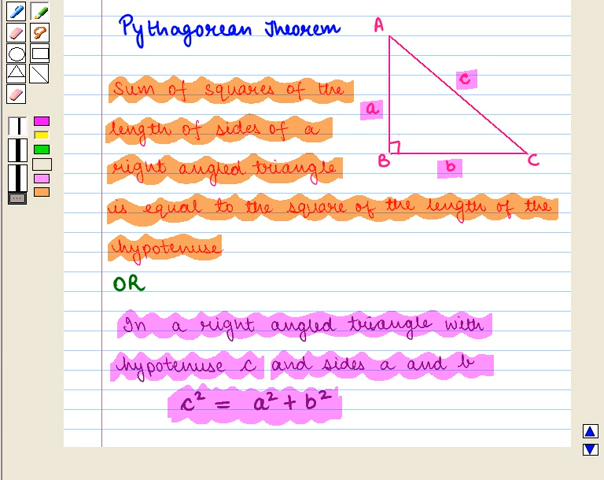 Pythagorean Theorem
A
Sum of squares of the
c
length of sides of a
a
right angled triangle
B
b
C
is equal to the square of the length of the
hypotenuse
OR
In a right angled triangle with
hypotenuse c and sides a and b
c² = a² + b²